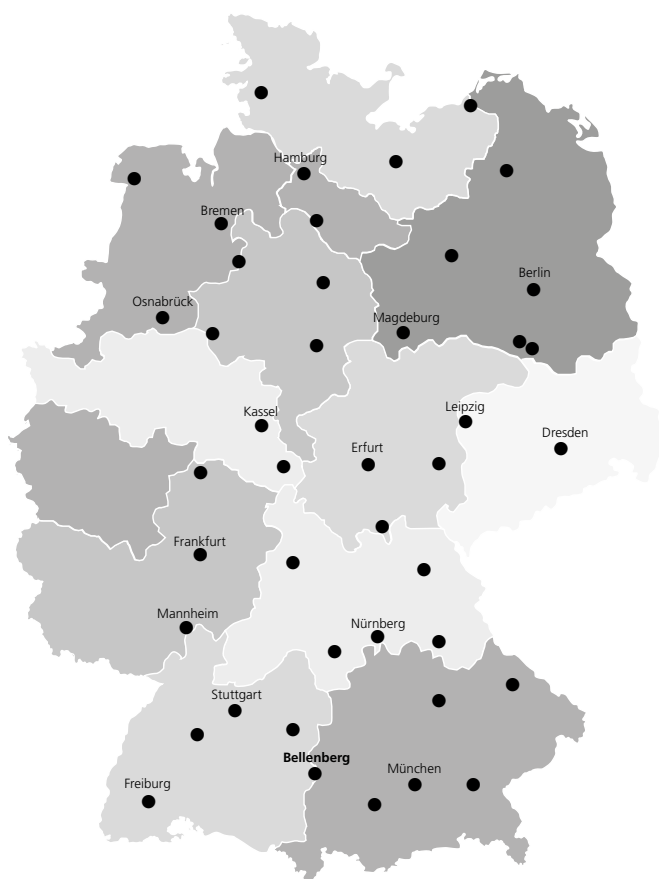 Hamburg
Bremen
Berlin
Osnabrück
Magdeburg
Leipzig
Kassel
Dresden
Erfurt
Frankfurt
Mannheim
Nürnberg
Stuttgart
Bellenberg
München
Freiburg